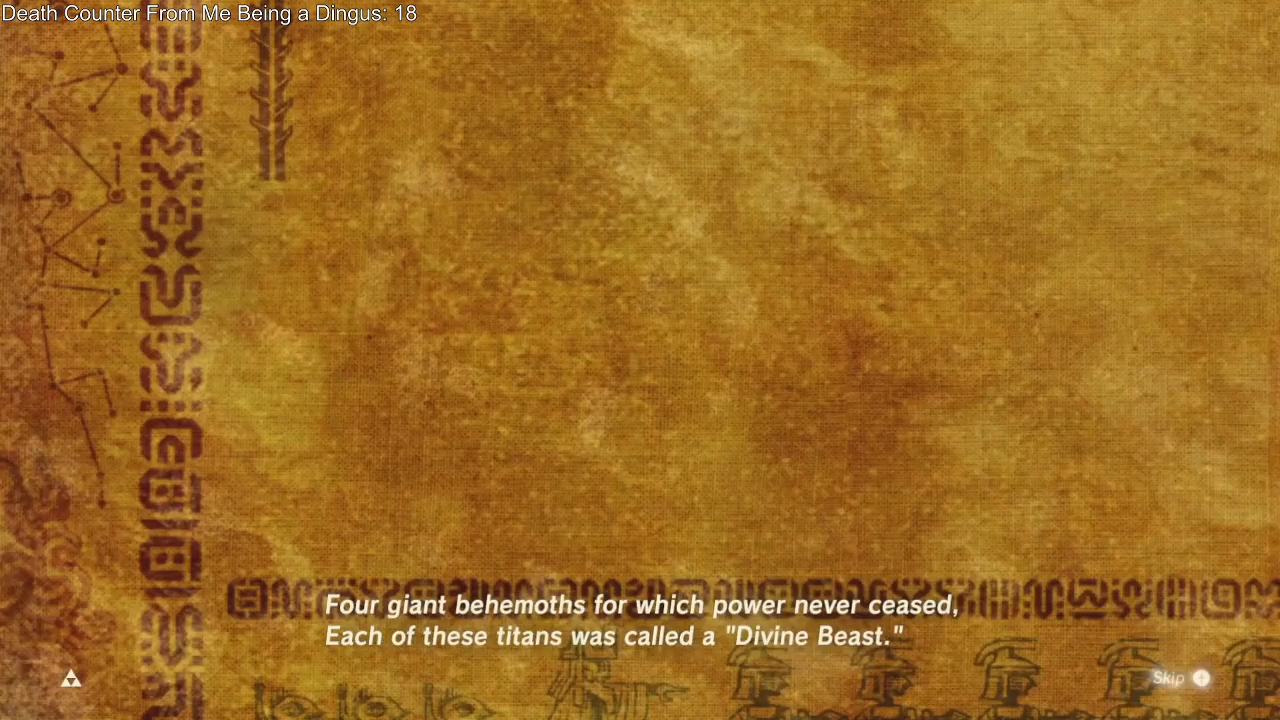 Death Counter From Me Being a Dingus: 18
Four giant behemoths for which power never ceased,
Each of these titans was called a "Divine Beast."
Skip